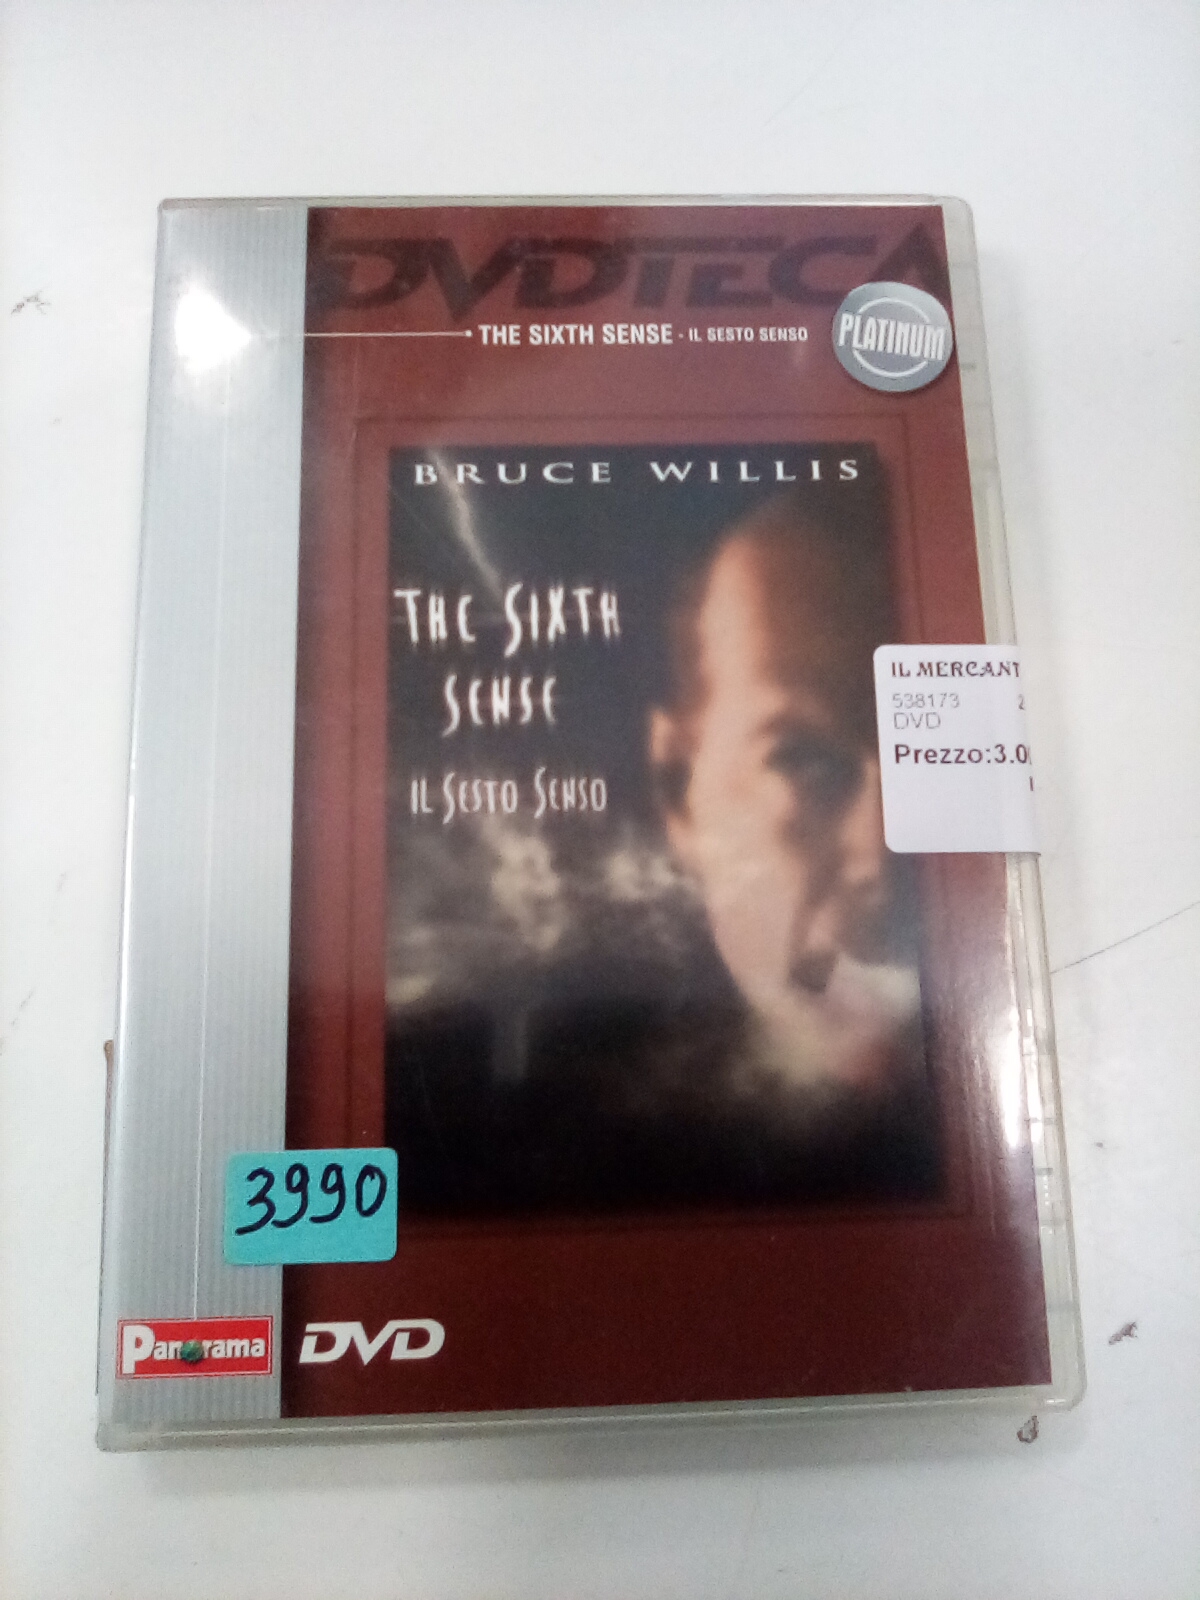 DVDTECA
THE SIXTH SENSE - IL SESTO SENSO
PLATINUM
BRUCE WILLIS
THE SIXTH
SENSE
IL SESTO SENSO
IL MERCANT
538173 2
DVD
Prezzo:3.0
3990
Panorama
DVD